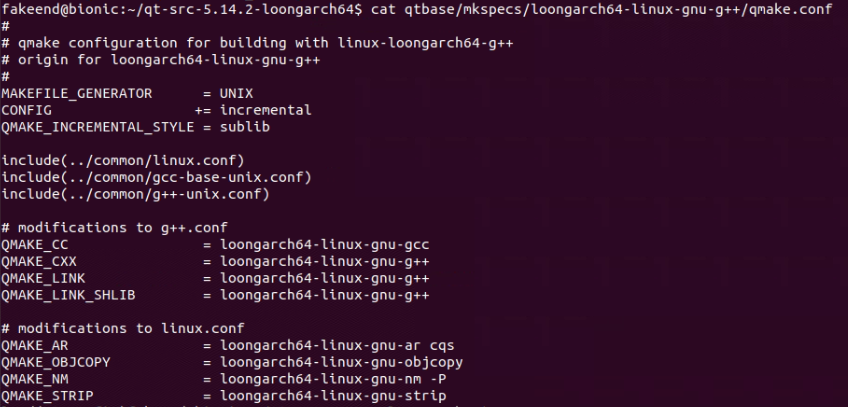 fakeend@bionic:~/qt-src-5.14.2-loongarch64$ cat qtbase/mkspecs/loongarch64-linux-gnu-g++/qmake.conf
#
# qmake configuration for building with linux-loongarch64-g++
# origin for loongarch64-linux-gnu-g++
#
MAKEFILE_GENERATOR      = UNIX
CONFIG                 += incremental
QMAKE_INCREMENTAL_STYLE = sublib
include(../common/linux.conf)
include(../common/gcc-base-unix.conf)
include(../common/g++-unix.conf)
# modifications to g++.conf
QMAKE_CC                = loongarch64-linux-gnu-gcc
QMAKE_CXX               = loongarch64-linux-gnu-g++
QMAKE_LINK              = loongarch64-linux-gnu-g++
QMAKE_LINK_SHLIB        = loongarch64-linux-gnu-g++
# modifications to linux.conf
QMAKE_AR                = loongarch64-linux-gnu-ar cqs
QMAKE_OBJCOPY           = loongarch64-linux-gnu-objcopy
QMAKE_NM                = loongarch64-linux-gnu-nm -P
QMAKE_STRIP             = loongarch64-linux-gnu-strip